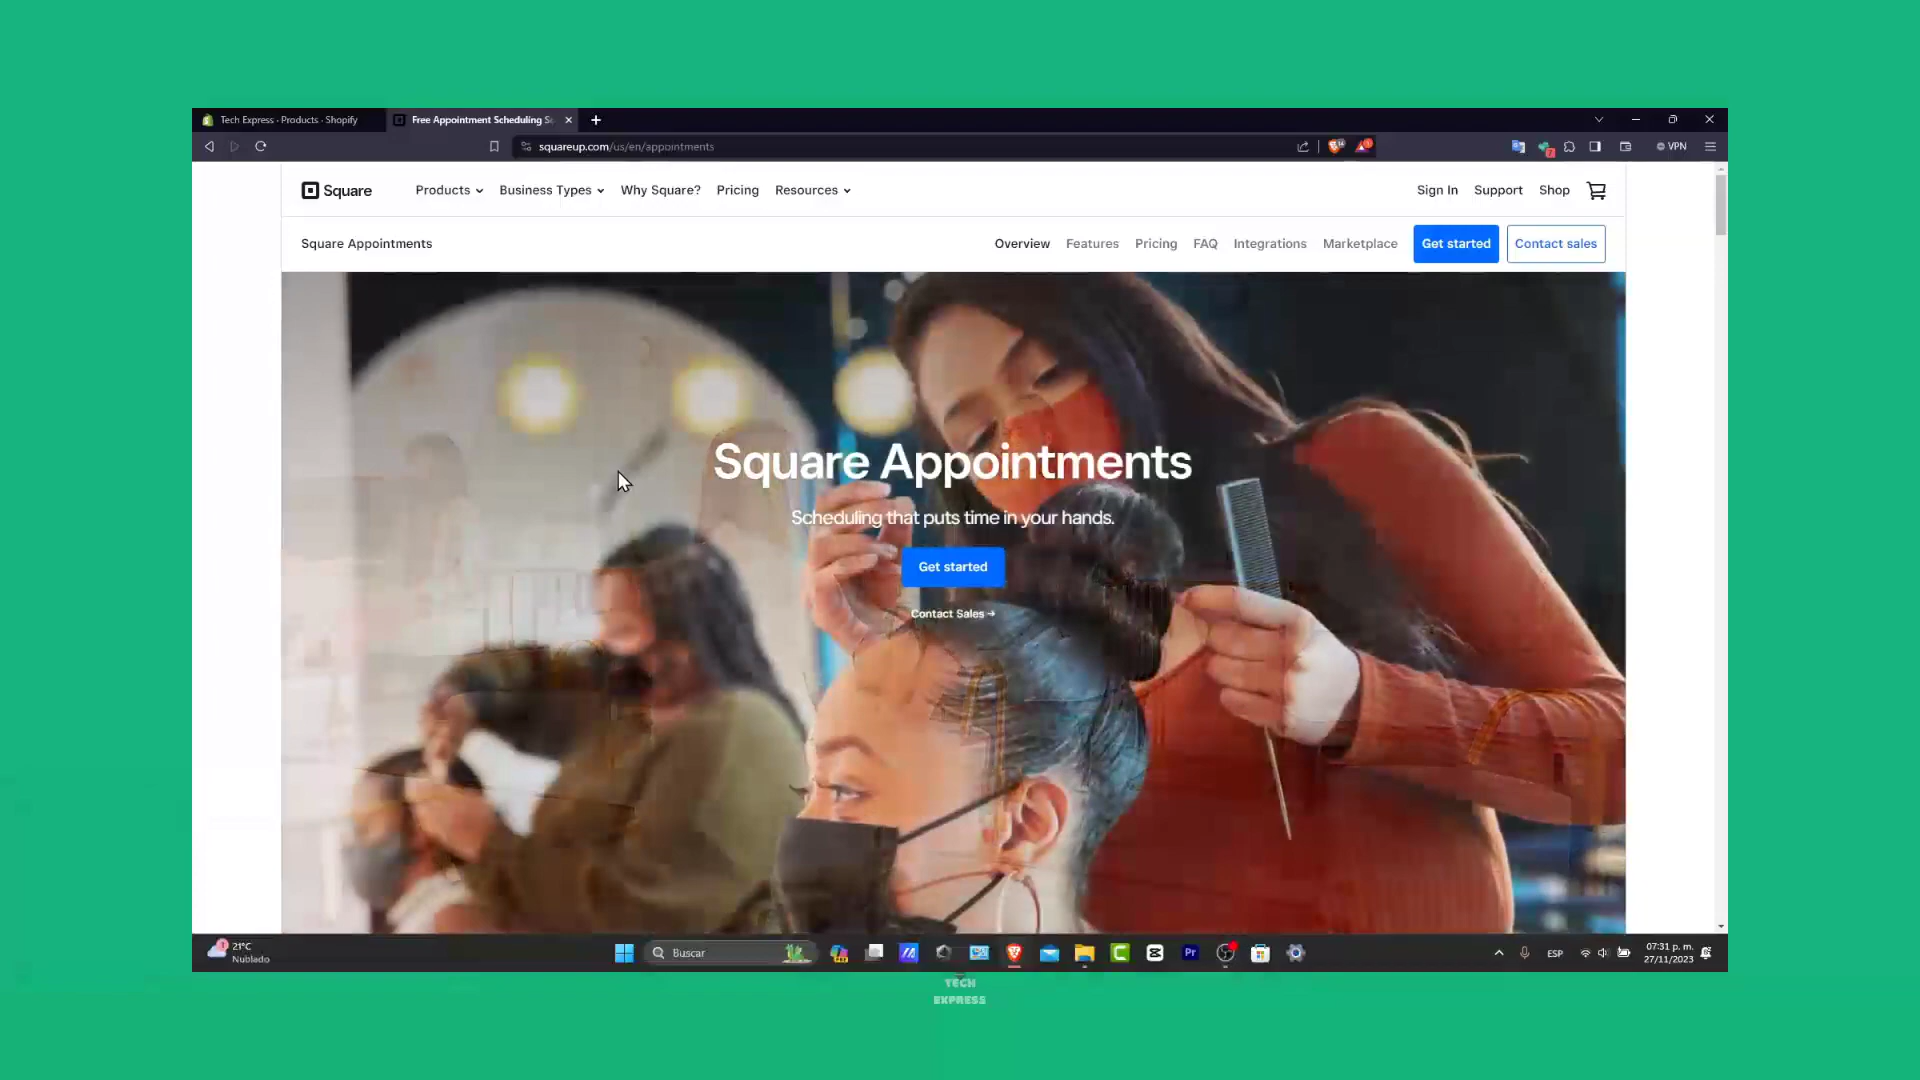 Tech Express · Products · Shopify
Free Appointment Scheduling S
squareup.com/us/en/appointments
VPN
Square
Products
Business Types
Why Square?
Pricing
Resources
Sign In
Support
Shop
Square Appointments
Overview
Features
Pricing
FAQ
Integrations
Marketplace
Get started
Contact sales
Square Appointments
Scheduling that puts time in your hands.
Get started
Contact Sales →
21°C
Nublado
Buscar
Pr
ESP
07:31 p. m.
27/11/2023
TECH
EXPRESS